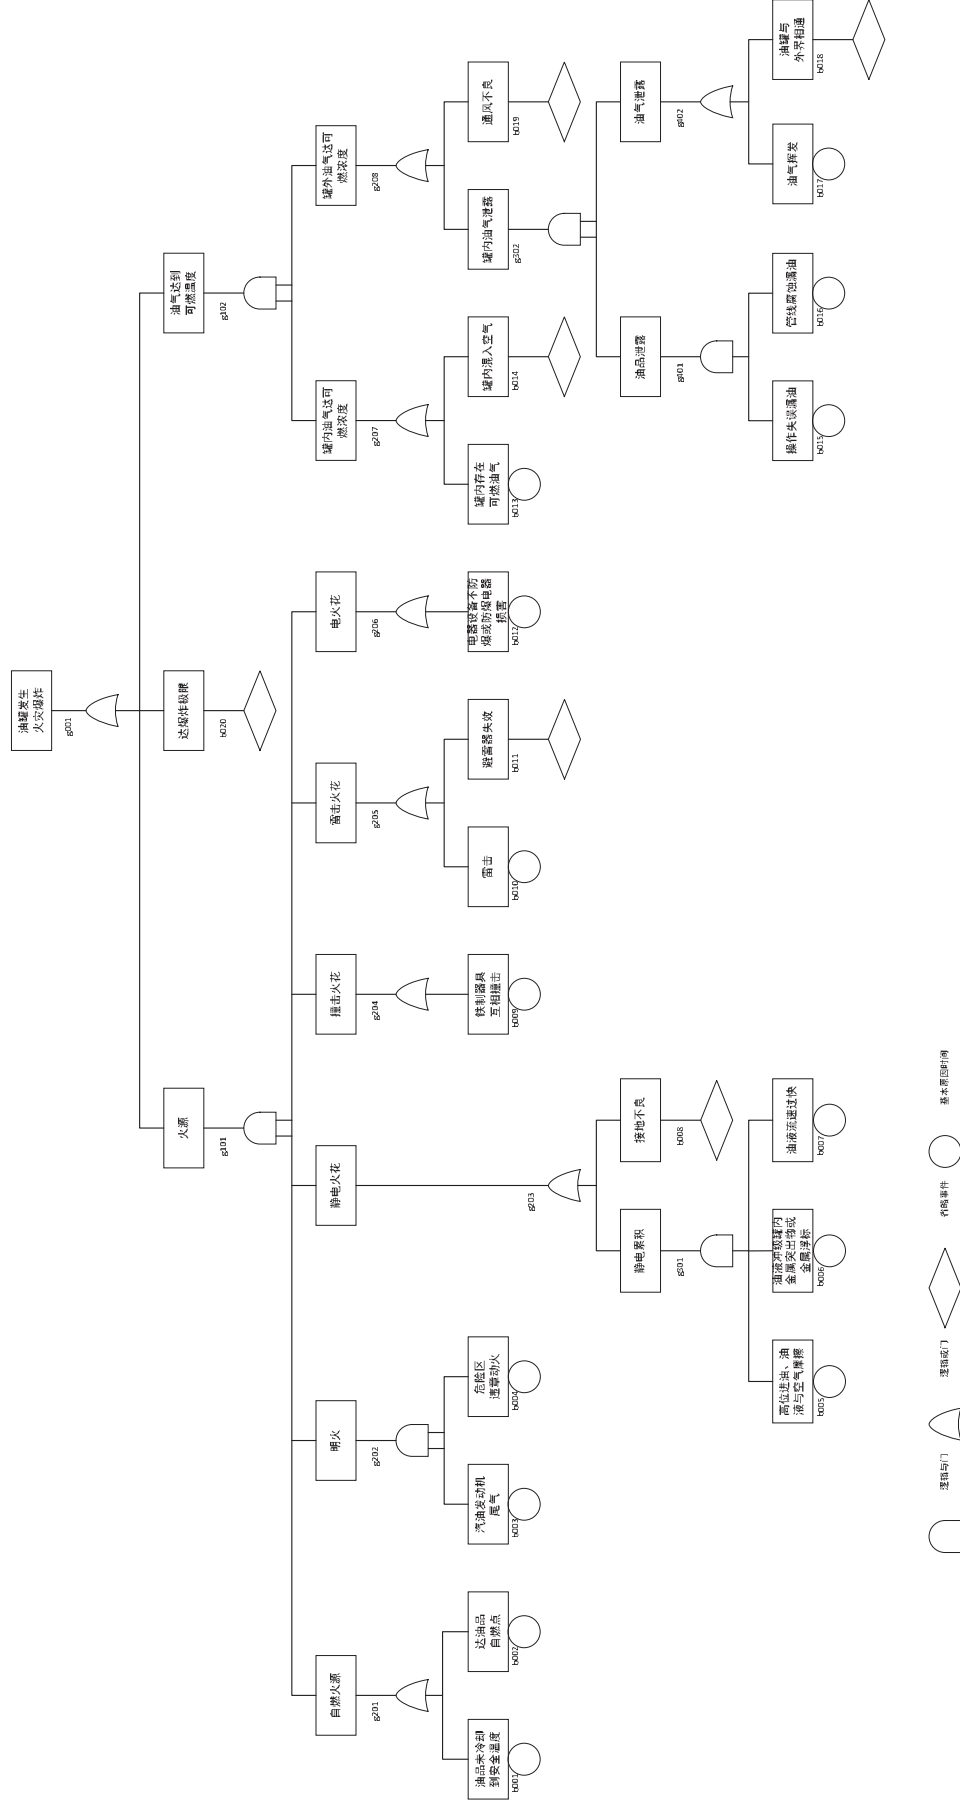 油罐发生
火灾爆炸
g001
火源
g101
达爆炸极限
b020
油气达到
可燃温度
g102
自燃火源
g201
明火
g202
静电火花
g203
撞击火花
g204
雷击火花
g205
电火花
g206
罐内油气达可
燃浓度
g207
罐外油气达可
燃浓度
g208
油品未冷却
到安全温度
b001
达油品
自燃点
b002
汽油发动机
尾气
b003
危险区
违章动火
b004
铁制器具
互相撞击
b009
雷击
b010
避雷器失效
b011
电器设备不防
爆或防爆电器
损害
b012
罐内存在
可燃油气
b013
罐内混入空气
b014
罐内油气泄露
g302
通风不良
b019
静电累积
g301
接地不良
b008
油品泄露
g401
油气泄露
g402
高位进油、油
液与空气摩擦
b005
油液冲级罐内
金属突出物或
金属浮标
b006
油液流速过快
b007
操作失误漏油
b015
管线腐蚀漏油
b016
油气挥发
b017
油罐与
外界相通
b018
逻辑与门
逻辑或门
省略事件
基本原因时间